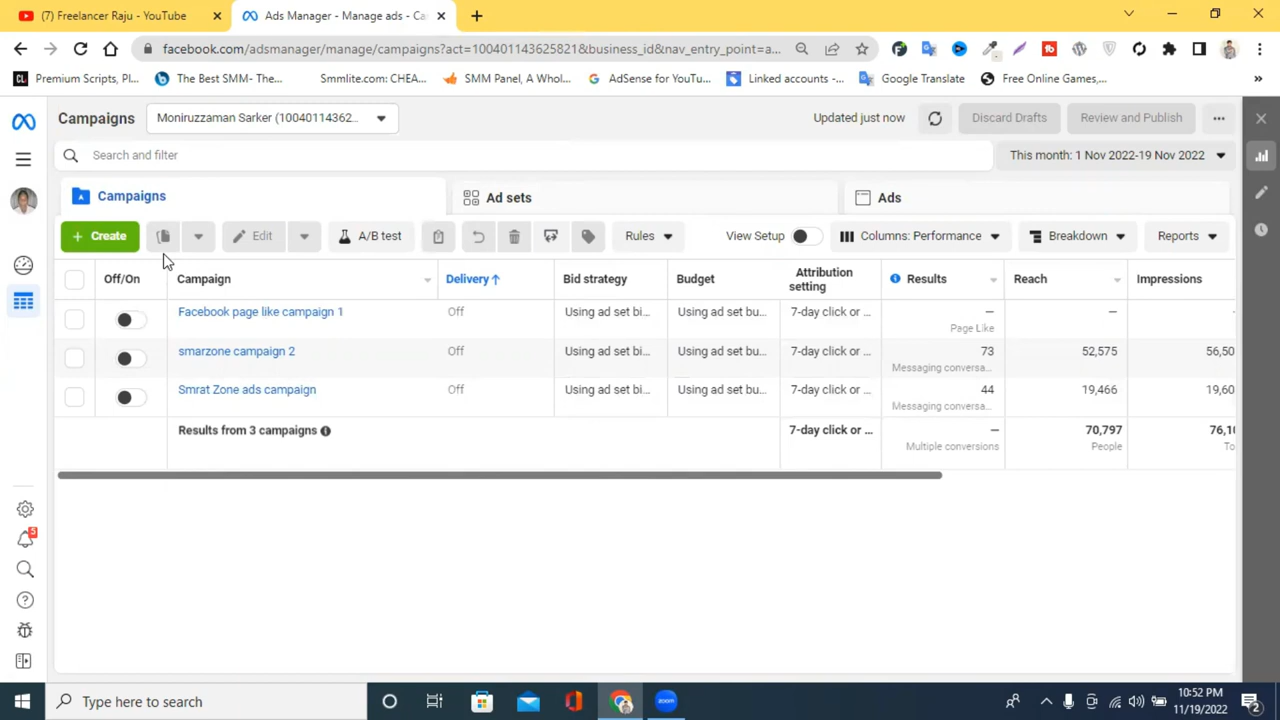 (7) Freelancer Raju - YouTube
Ads Manager - Manage ads - Ca
facebook.com/adsmanager/manage/campaigns?act=100401143625821&business_id&nav_entry_point=a...
Premium Scripts, Pl...
The Best SMM- The...
Smmlite.com: CHEA...
SMM Panel, A Whol...
AdSense for YouTu...
Linked accounts -...
Google Translate
Free Online Games,...
»
Campaigns
Moniruzzaman Sarker (10040114362...
Updated just now
Discard Drafts
Review and Publish
Search and filter
This month: 1 Nov 2022-19 Nov 2022
Campaigns
Ad sets
Ads
+ Create
Edit
A/B test
Rules
View Setup
Columns: Performance
Breakdown
Reports
Off/On
Campaign
Delivery ↑
Bid strategy
Budget
Attribution
setting
Results
Reach
Impressions
Facebook page like campaign 1
Off
Using ad set bi...
Using ad set bu...
7-day click or ...
—
Page Like
—
smarzone campaign 2
Off
Using ad set bi...
Using ad set bu...
7-day click or ...
73
Messaging conversa...
52,575
56,50
Smrat Zone ads campaign
Off
Using ad set bi...
Using ad set bu...
7-day click or ...
44
Messaging conversa...
19,466
19,60
Results from 3 campaigns
7-day click or ...
—
Multiple conversions
70,797
People
76,10
To
5
Type here to search
zoom
10:52 PM
11/19/2022
2